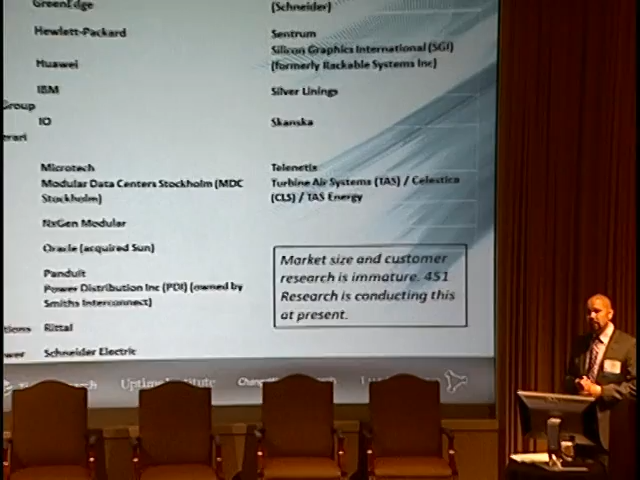 GreenEdge
Hewlett-Packard
Huawei
IBM
Group
IO
Microtech
Modular Data Centers Stockholm (MDC
Stockholm)
NxGen Modular
Oracle (acquired Sun)
Panduit
Power Distribution Inc (PDI) (owned by
Smiths Interconnect)
Rittal
Schneider Electric
(Schneider)
Sentrum
Silicon Graphics International (SGI)
(formerly Rackable Systems Inc)
Silver Linings
Skanska
Telenetix
Turbine Air Systems (TAS) / Celestica
(CLS) / TAS Energy
Market size and customer
research is immature. 451
Research is conducting this
at present.
Uptime Institute